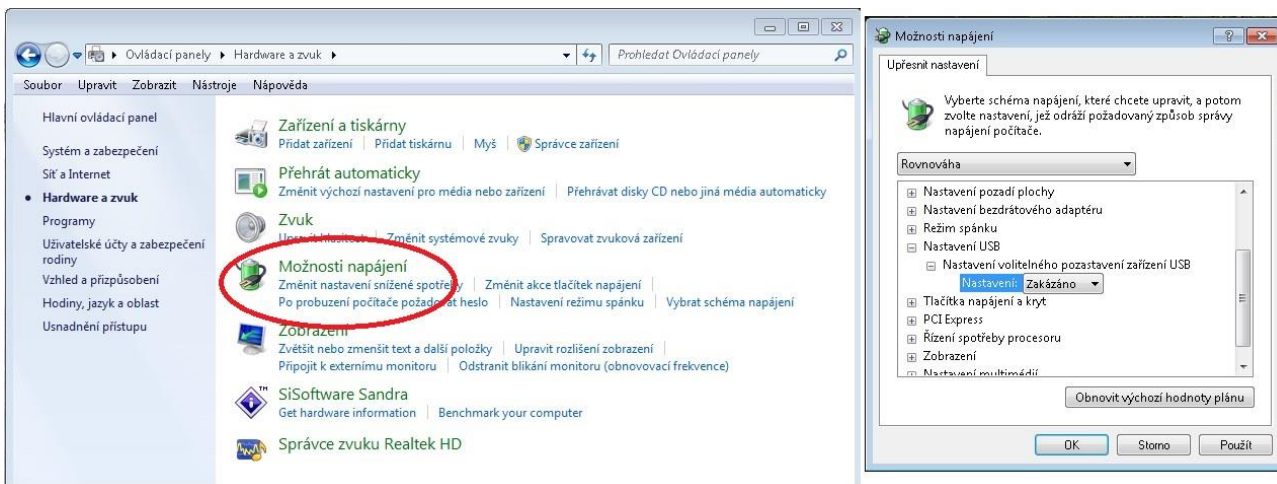 Ovládací panely ▸ Hardware a zvuk ▸
Prohledat Ovládací panely
Soubor Upravit Zobrazit Nástroje Nápověda
Hlavní ovládací panel
Systém a zabezpečení
Síť a Internet
Hardware a zvuk
Programy
Uživatelské účty a zabezpečení
rodiny
Vzhled a přizpůsobení
Hodiny, jazyk a oblast
Usnadnění přístupu
Zařízení a tiskárny
Přidat zařízení Přidat tiskárnu Myš Správce zařízení
Přehrát automaticky
Změnit výchozí nastavení pro média nebo zařízení Přehrávat disky CD nebo jiná média automaticky
Zvuk
Upravit hlasitost Změnit systémové zvuky Spravovat zvuková zařízení
Možnosti napájení
Změnit nastavení snížené spotřeby Změnit akce tlačítek napájení
Po probuzení počítače požadovat heslo Nastavení režimu spánku Vybrat schéma napájení
Zobrazení
Zvětšit nebo zmenšit text a další položky Upravit rozlišení zobrazení
Připojit k externímu monitoru Odstranit blikání monitoru (obnovovací frekvence)
SiSoftware Sandra
Get hardware information Benchmark your computer
Správce zvuku Realtek HD
Možnosti napájení
Upřesnit nastavení
Vyberte schéma napájení, které chcete upravit, a potom
zvolte nastavení, jež odráží požadovaný způsob správy
napájení počítače.
Rovnováha
Nastavení pozadí plochy
Nastavení bezdrátového adaptéru
Režim spánku
Nastavení USB
Nastavení volitelného pozastavení zařízení USB
Nastavení: Zakázáno
Tlačítka napájení a kryt
PCI Express
Řízení spotřeby procesoru
Zobrazení
Nastavení multimédií
Obnovit výchozí hodnoty plánu
OK Storno Použít